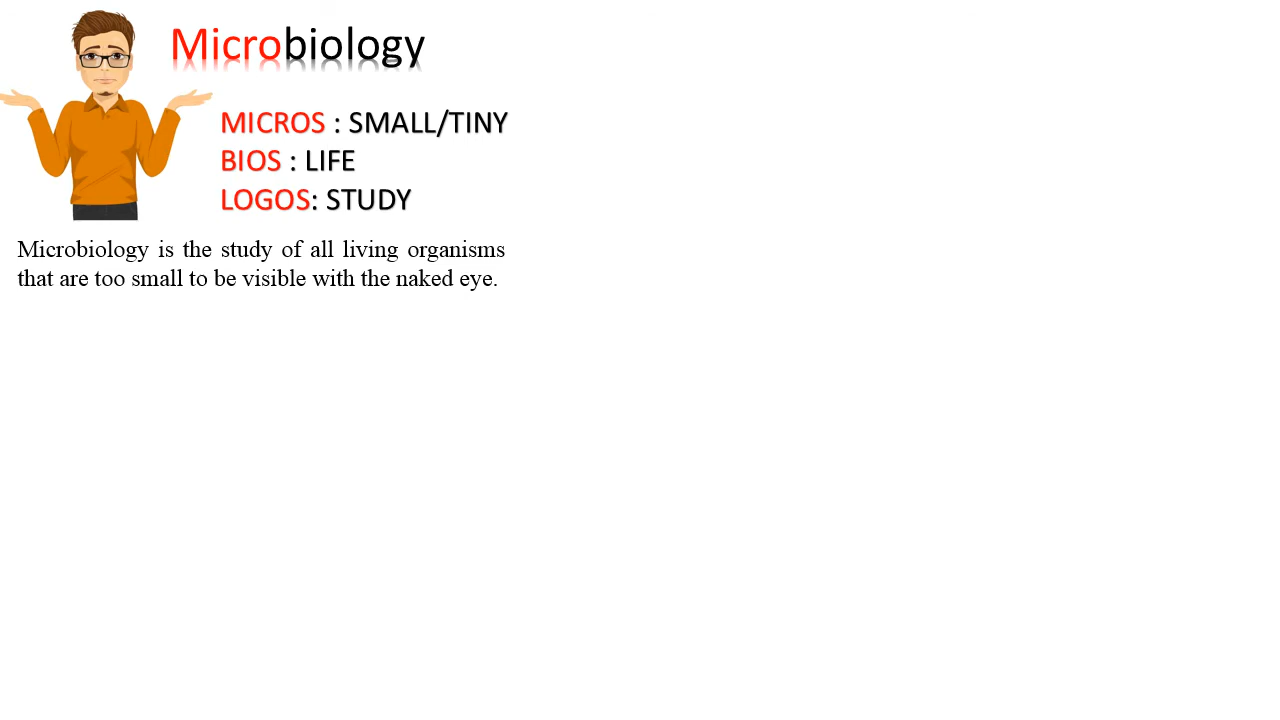 Microbiology
MICROS : SMALL/TINY
BIOS : LIFE
LOGOS: STUDY
Microbiology is the study of all living organisms
that are too small to be visible with the naked eye.